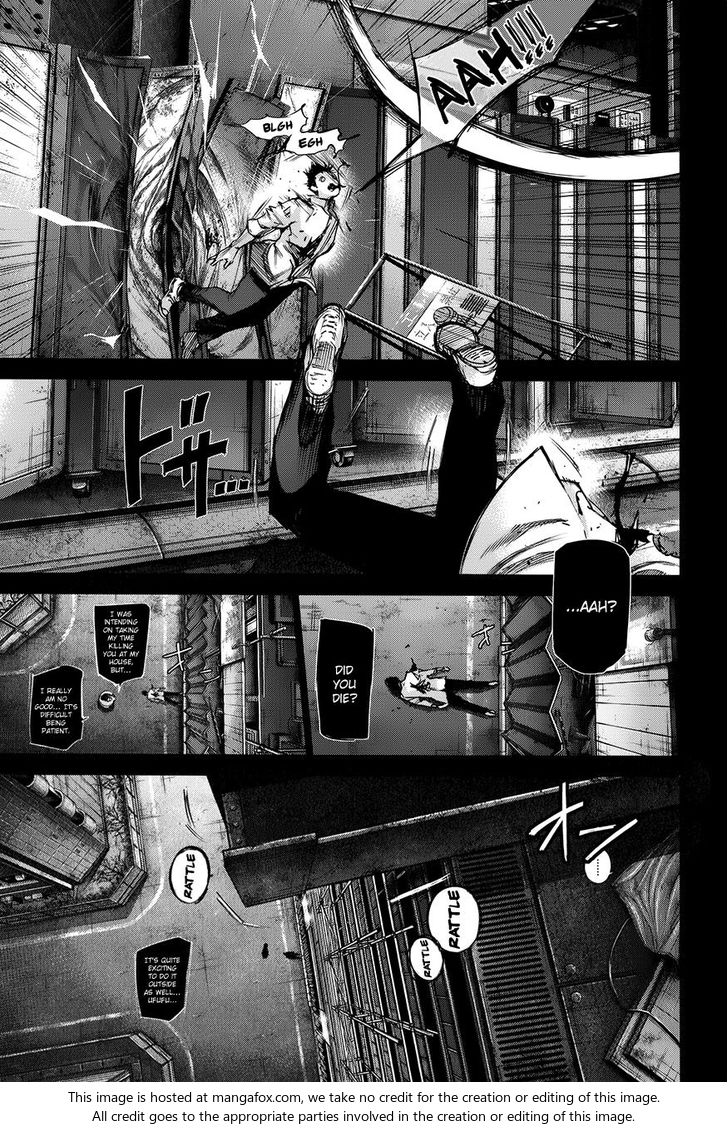 AAH!!!!
BLGH
EGH
ドサ...
...AAH?
DID
YOU
DIE?
I WAS
INTENDING
ON TAKING
MY TIME
KILLING
YOU AT MY
HOUSE,
BUT...
I REALLY
AM NO
GOOD... IT'S
DIFFICULT
BEING
PATIENT.
オン
......
RATTLE
RATTLE
RATTLE
IT'S QUITE
EXCITING
TO DO IT
OUTSIDE
AS WELL...
UFUFU...
This image is hosted at mangafox.com, we take no credit for the creation or editing of this image.
All credit goes to the appropriate parties involved in the creation or editing of this image.